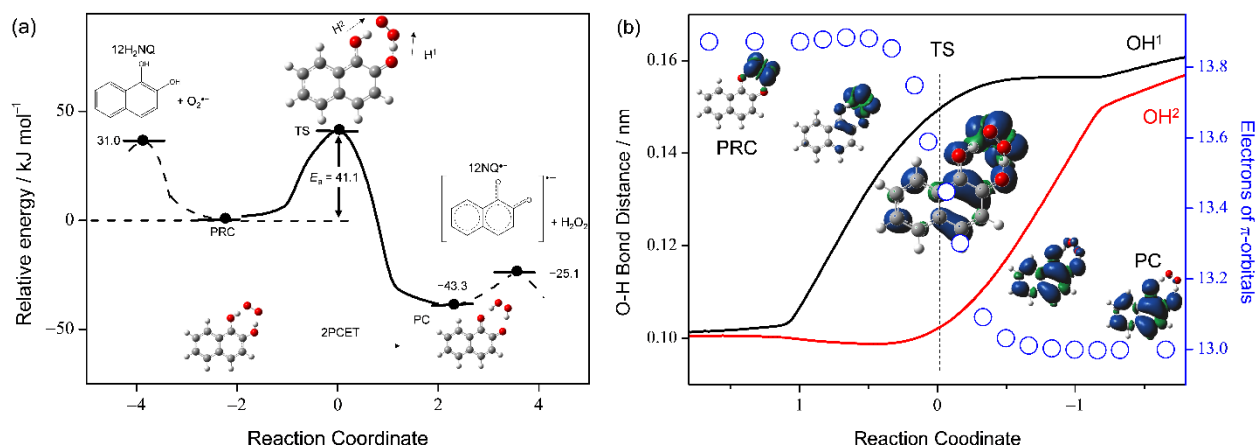 (a)
Relative energy / kJ mol⁻¹
50
0
−50
−4
−2
0
2
4
Reaction Coordinate
12H₂NQ
OH
OH
+ O₂•−
31.0
PRC
H²
H¹
TS
Eₐ = 41.1
2PCET
12NQ•−
O
O
•−
+ H₂O₂
−25.1
−43.3
PC
(b)
O-H Bond Distance / nm
0.16
0.14
0.12
0.10
1
0
−1
Reaction Coodinate
TS
OH¹
OH²
PRC
PC
13.8
13.6
13.4
13.2
13.0
Electrons of π-orbitals